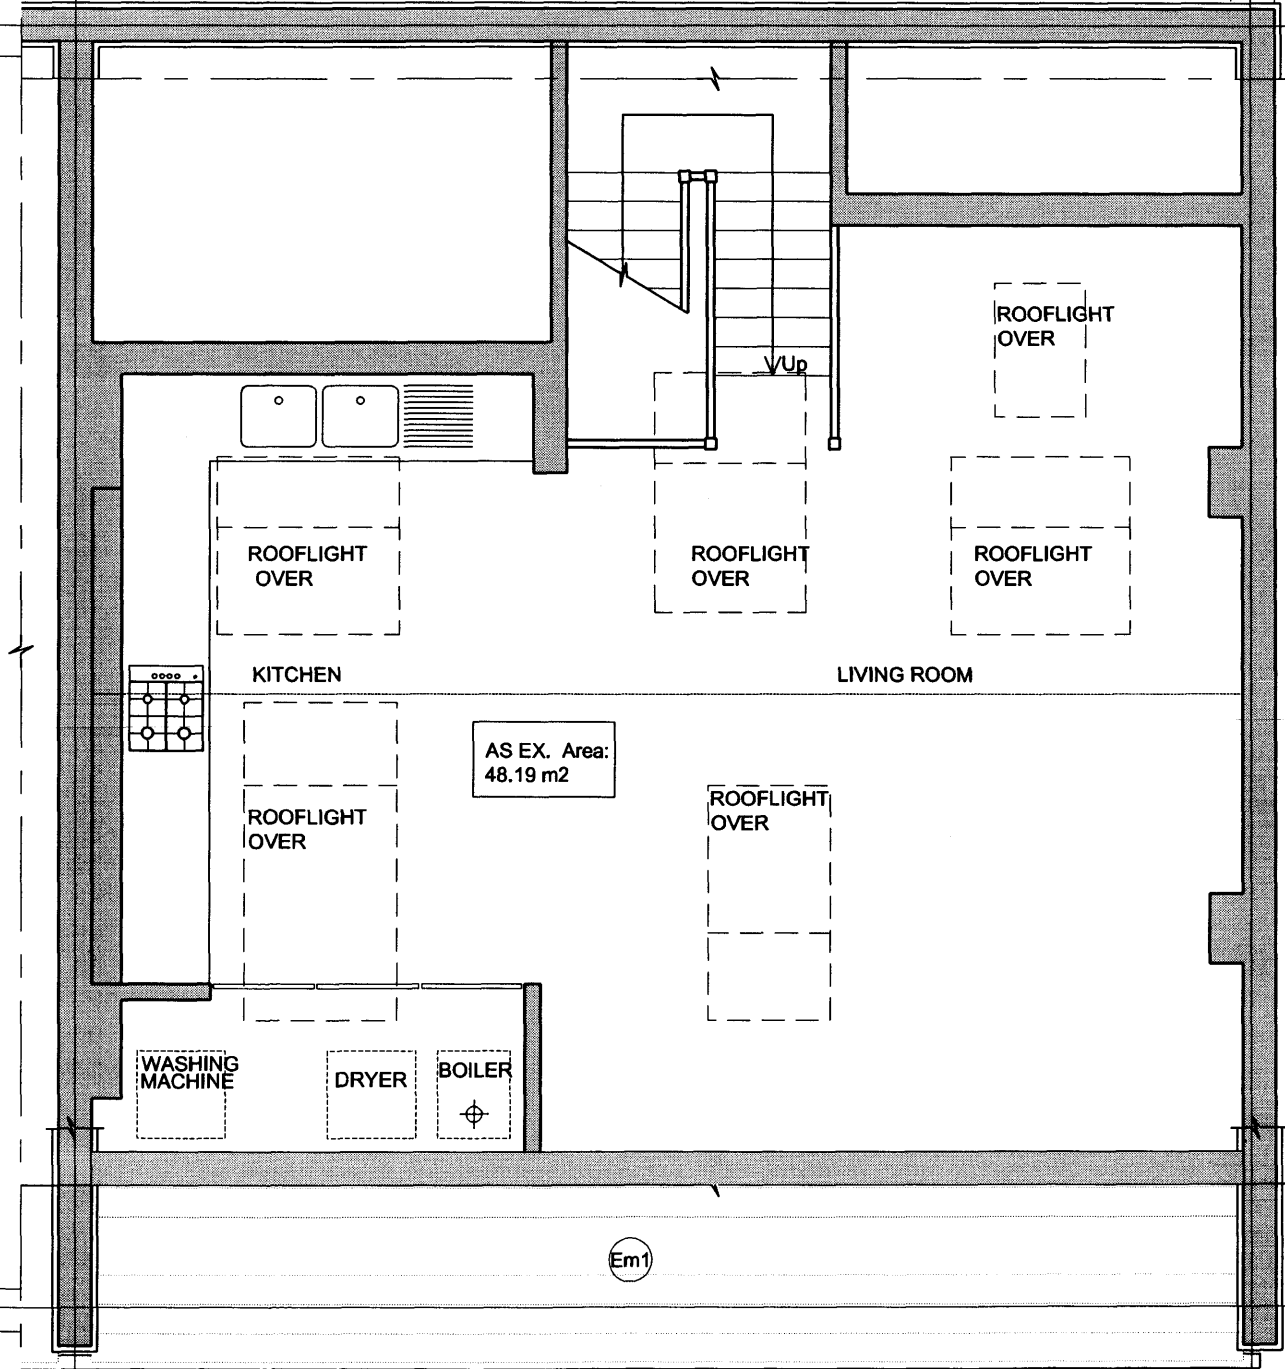 Up
ROOFLIGHT
OVER
ROOFLIGHT
OVER
ROOFLIGHT
OVER
ROOFLIGHT
OVER
KITCHEN
LIVING ROOM
AS EX. Area:
48.19 m2
ROOFLIGHT
OVER
ROOFLIGHT
OVER
WASHING
MACHINE
DRYER
BOILER
Em1